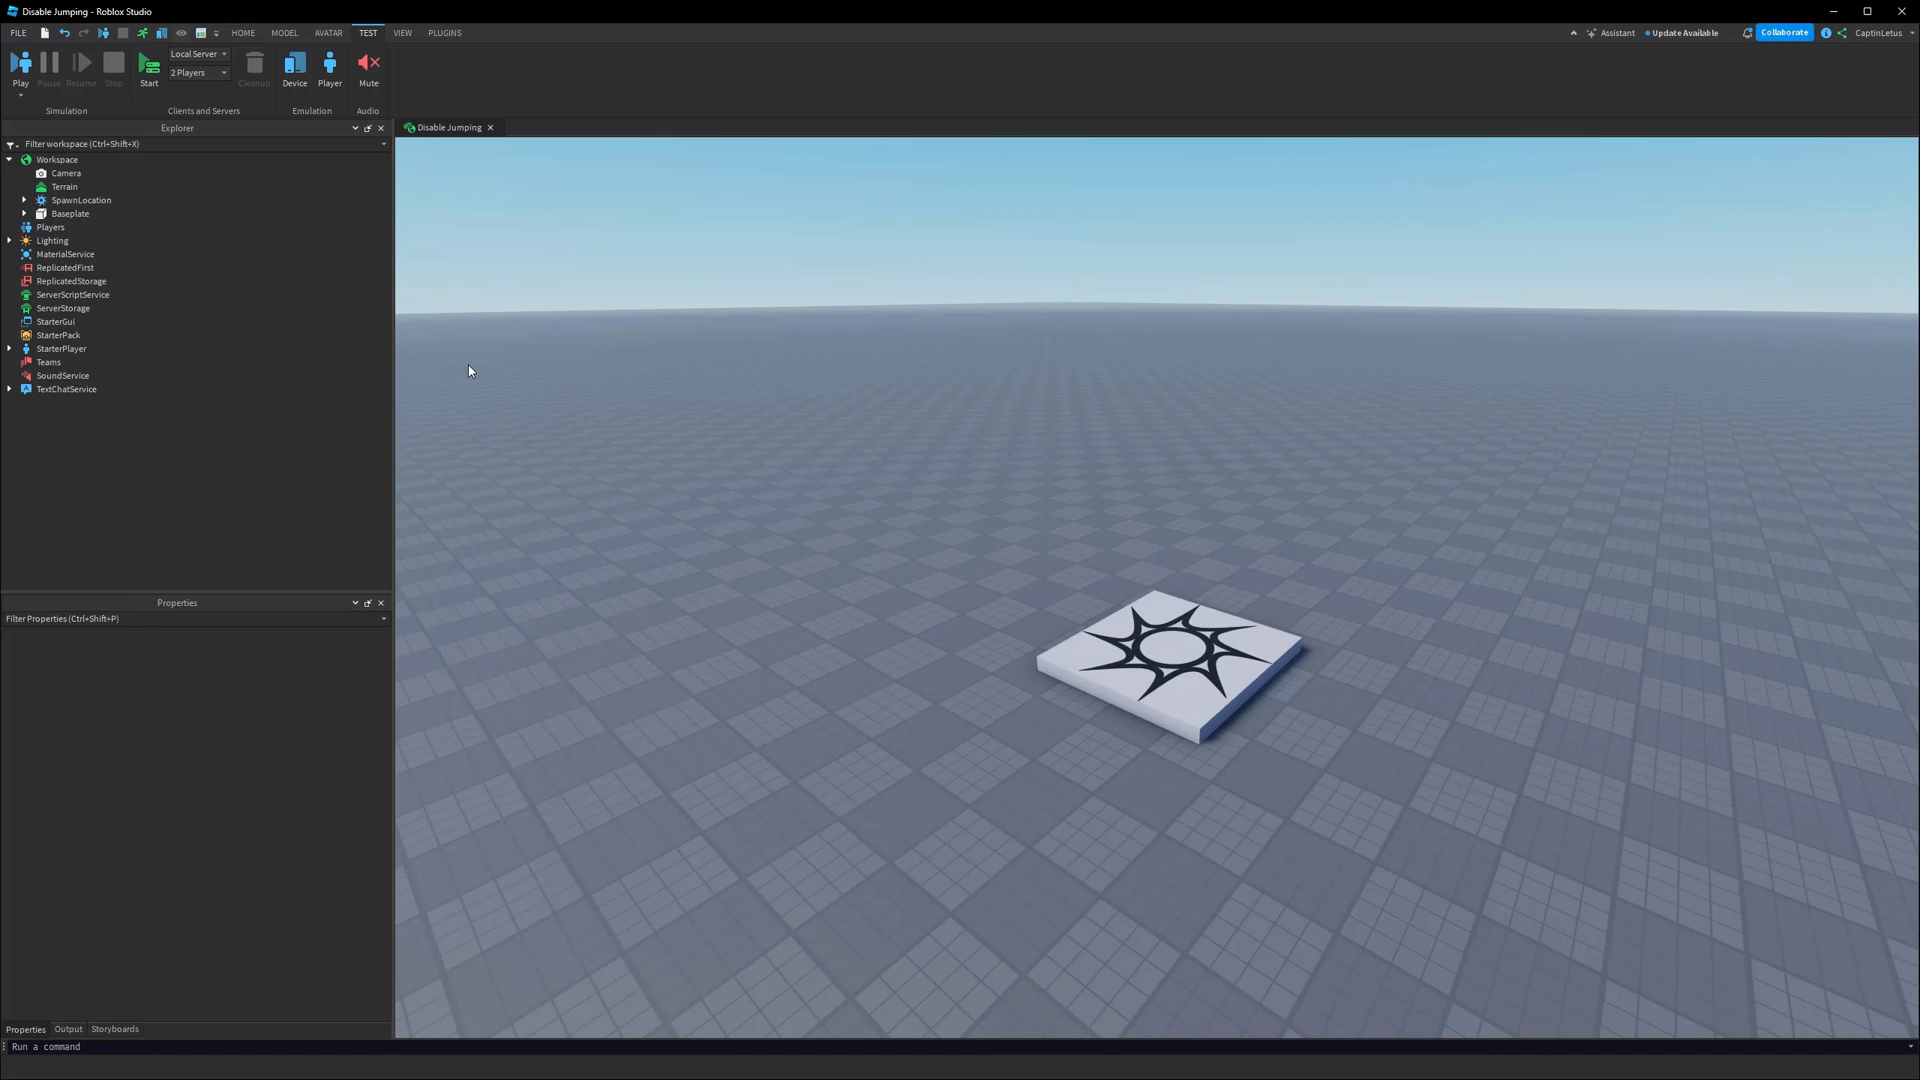 Disable Jumping - Roblox Studio
FILE HOME MODEL AVATAR TEST VIEW PLUGINS Assistant Update Available Collaborate CaptinLetus
Play Pause Resume Stop Start Local Server Cleanup Device Player Mute
2 Players
Simulation Clients and Servers Emulation Audio
Explorer
Disable Jumping
Filter workspace (Ctrl+Shift+X)
Workspace
Camera
Terrain
SpawnLocation
Baseplate
Players
Lighting
MaterialService
ReplicatedFirst
ReplicatedStorage
ServerScriptService
ServerStorage
StarterGui
StarterPack
StarterPlayer
Teams
SoundService
TextChatService
Properties
Filter Properties (Ctrl+Shift+P)
Properties Output Storyboards
Run a command